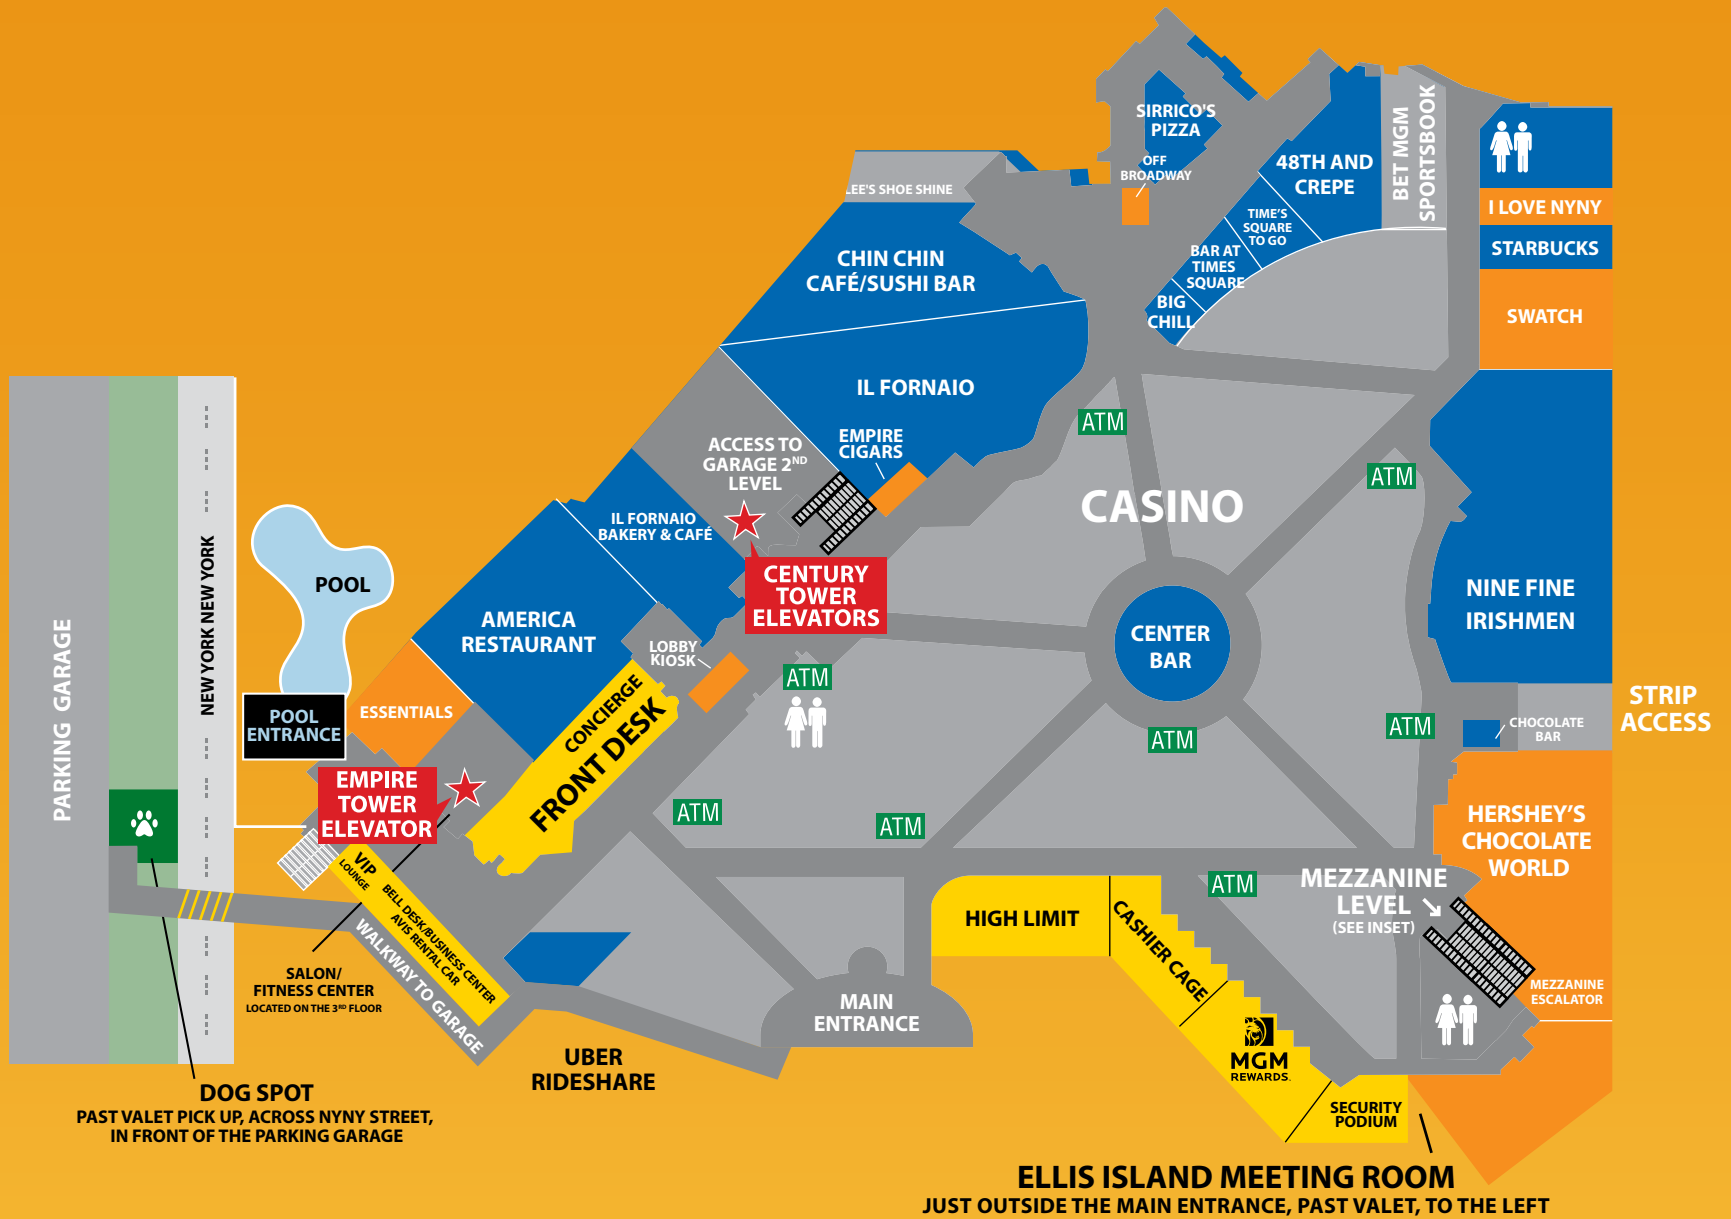 SIRRICO'S
PIZZA
OFF
BROADWAY
48TH AND
CREPE
BET MGM
SPORTSBOOK
I LOVE NYNY
STARBUCKS
SWATCH
LEE'S SHOE SHINE
TIME'S
SQUARE
TO GO
BAR AT
TIMES
SQUARE
BIG
CHILL
CHIN CHIN
CAFÉ/SUSHI BAR
IL FORNAIO
EMPIRE
CIGARS
ACCESS TO
GARAGE 2ND
LEVEL
ATM
ATM
CASINO
IL FORNAIO
BAKERY & CAFÉ
CENTURY
TOWER
ELEVATORS
NINE FINE
IRISHMEN
CENTER
BAR
AMERICA
RESTAURANT
LOBBY
KIOSK
ATM
POOL
PARKING GARAGE
NEW YORK NEW YORK
POOL
ENTRANCE
ESSENTIALS
CONCIERGE
FRONT DESK
ATM
ATM
CHOCOLATE
BAR
STRIP
ACCESS
EMPIRE
TOWER
ELEVATOR
ATM
ATM
HERSHEY'S
CHOCOLATE
WORLD
VIP
LOUNGE
BELL DESK/BUSINESS CENTER
AVIS RENTAL CAR
WALKWAY TO GARAGE
ATM
MEZZANINE
LEVEL
(SEE INSET)
HIGH LIMIT
CASHIER CAGE
MEZZANINE
ESCALATOR
SALON/
FITNESS CENTER
LOCATED ON THE 3RD FLOOR
MAIN
ENTRANCE
MGM
REWARDS.
UBER
RIDESHARE
SECURITY
PODIUM
DOG SPOT
PAST VALET PICK UP, ACROSS NYNY STREET,
IN FRONT OF THE PARKING GARAGE
ELLIS ISLAND MEETING ROOM
JUST OUTSIDE THE MAIN ENTRANCE, PAST VALET, TO THE LEFT